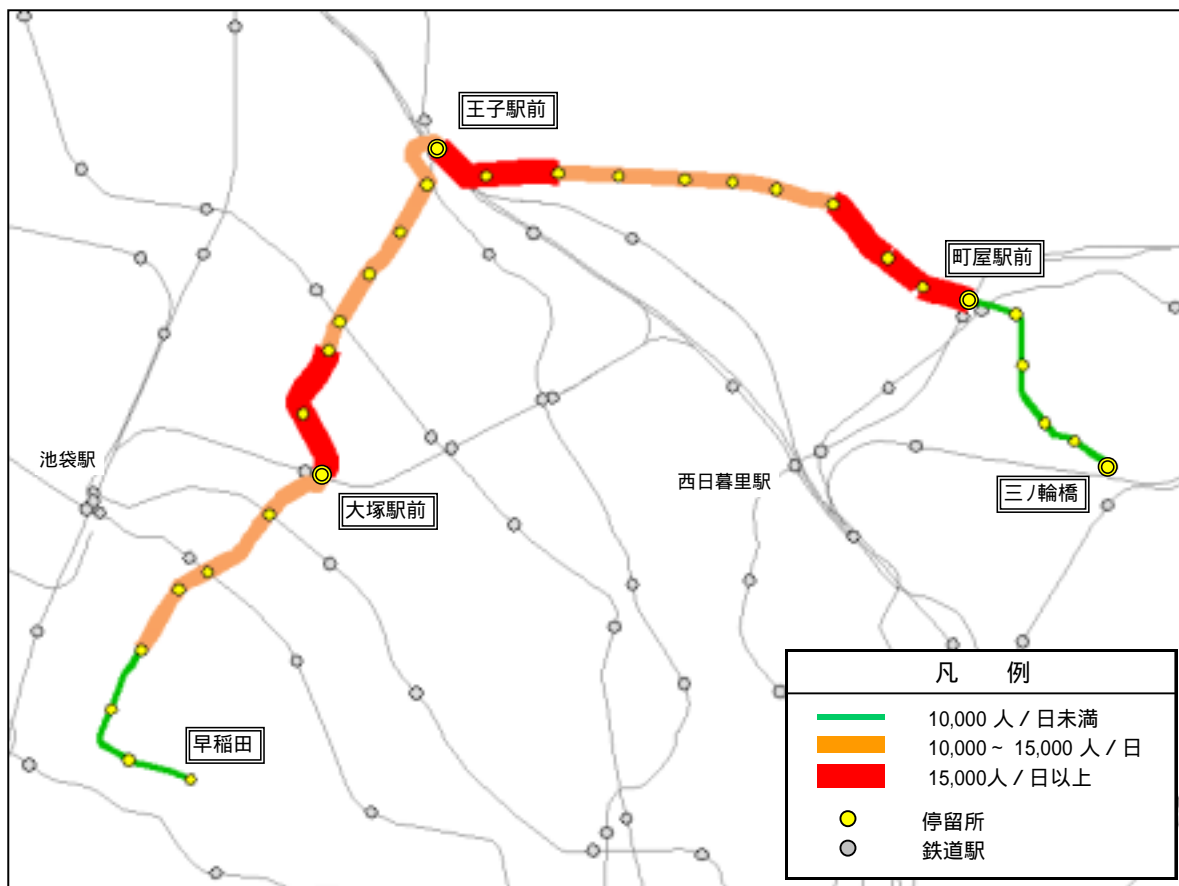 王子駅前
町屋駅前
池袋駅
西日暮里駅
三ノ輪橋
大塚駅前
早稲田
凡 例
10,000 人 / 日未満
10,000 ~ 15,000 人 / 日
15,000人 / 日以上
停留所
鉄道駅